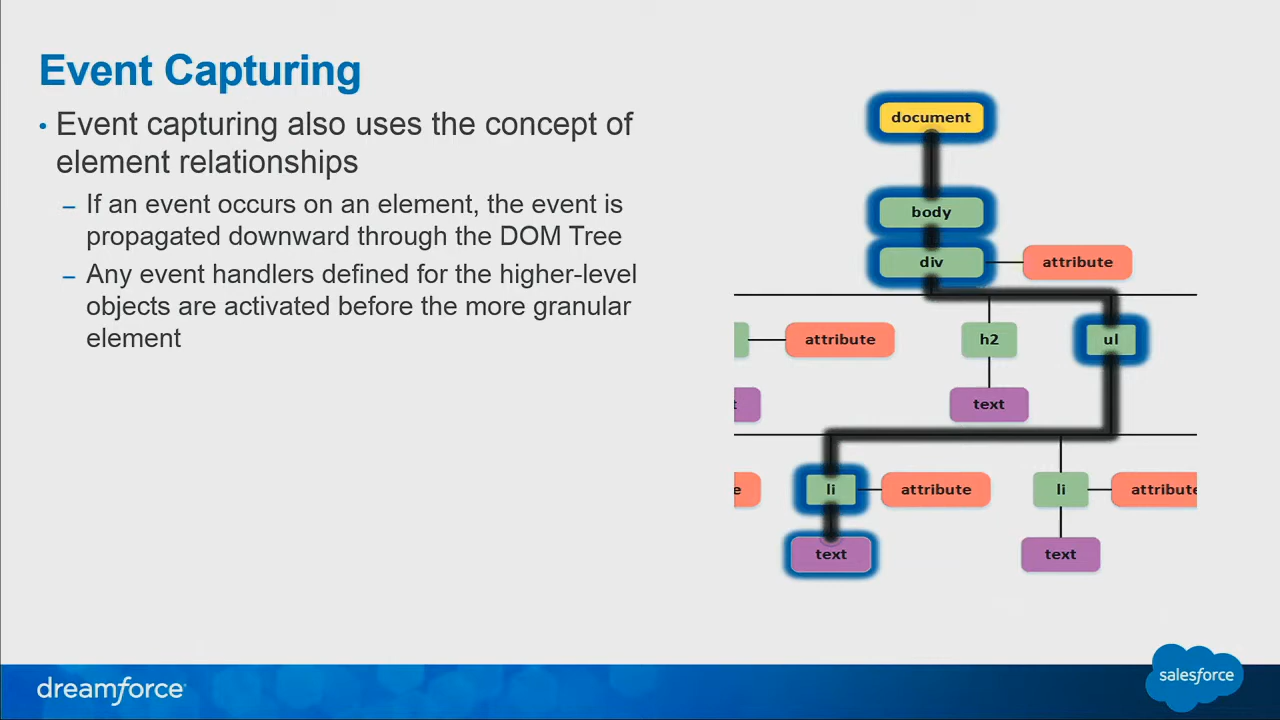 Event Capturing
• Event capturing also uses the concept of
element relationships
– If an event occurs on an element, the event is
propagated downward through the DOM Tree
– Any event handlers defined for the higher-level
objects are activated before the more granular
element
document
body
div
attribute
attribute
h2
ul
t
text
e
li
attribute
li
attribute
text
text
dreamforce
salesforce